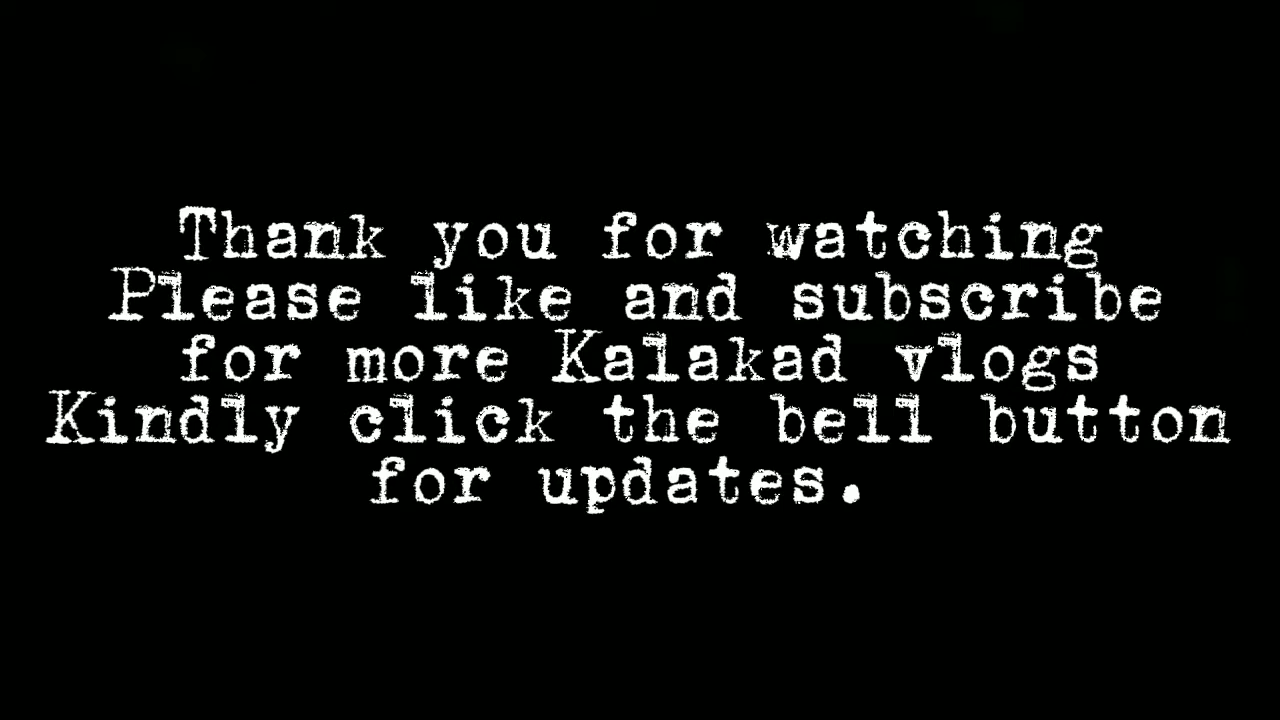 Thank you for watching
Please like and subscribe
for more Kalakad vlogs
Kindly click the bell button
for updates.